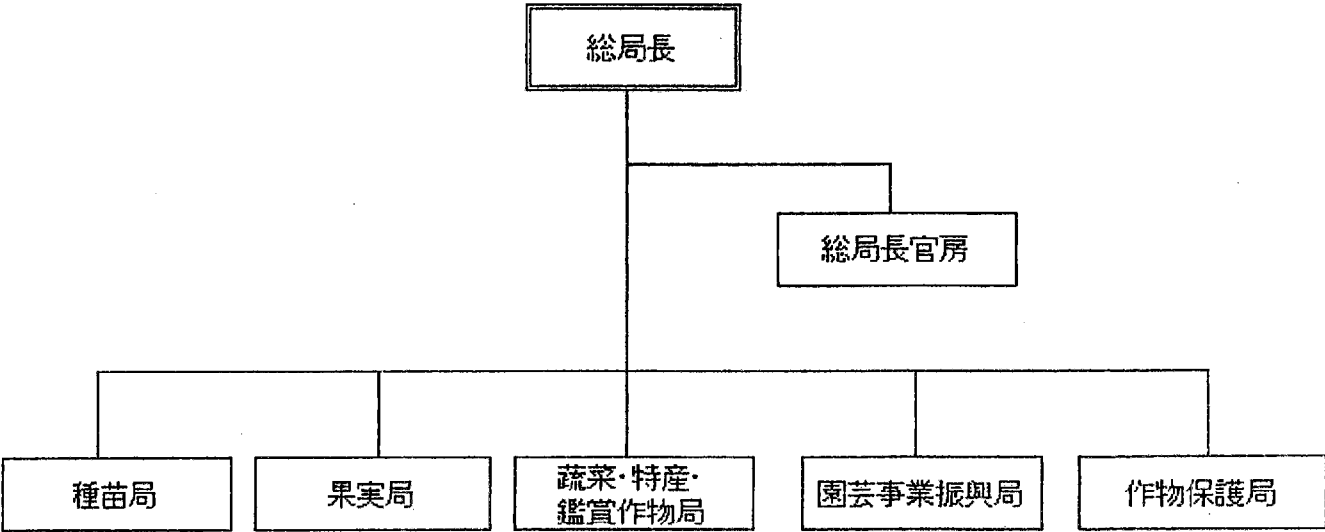 総局長
総局長官房
種苗局
果実局
蔬菜・特産・
鑑賞作物局
園芸事業振興局
作物保護局